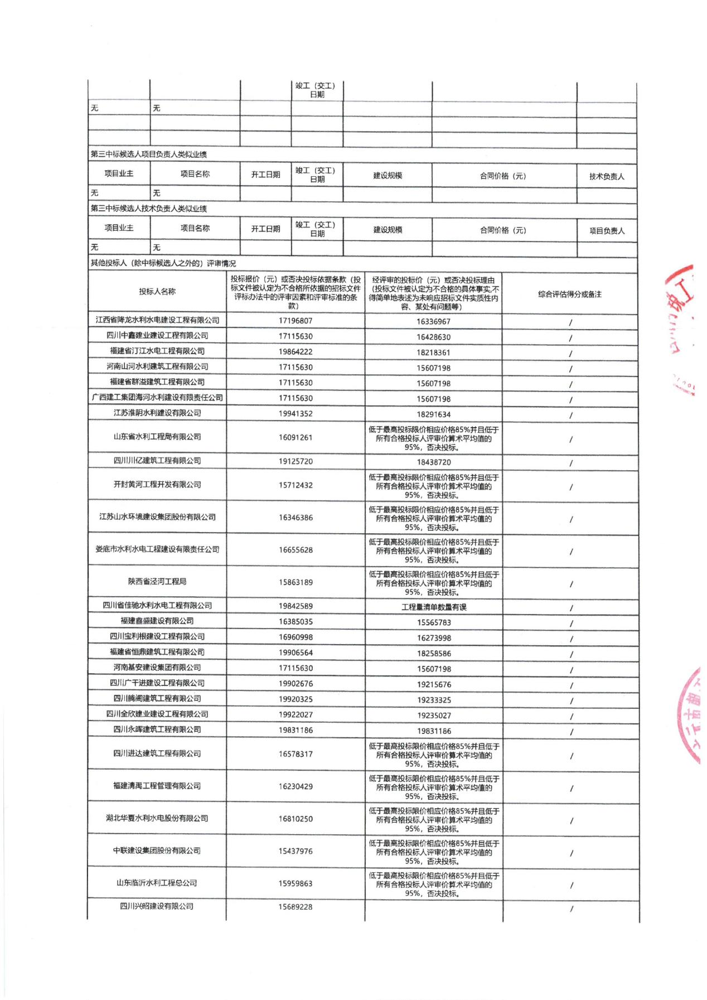 竣工（交工）
日期
无 无
第三中标候选人项目负责人类似业绩
项目业主 项目名称 开工日期 竣工（交工）日期 建设规模 合同价格（元） 技术负责人
无 无
第三中标候选人技术负责人类似业绩
项目业主 项目名称 开工日期 竣工（交工）日期 建设规模 合同价格（元） 项目负责人
无 无
其他投标人（除中标候选人之外的）评审情况
投标人名称
投标报价（元）或否决投标依据条款（投
标文件被认定为不合格所依据的招标文件
评标办法中的评审因素和评审标准的条
款）
经评审的投标价（元）或否决投标理由
（投标文件被认定为不合格的具体事实,不
得简单地表述为未响应招标文件实质性内
容、某处有问题等）
综合评估得分或备注
江西省降龙水利水电建设工程有限公司 17196807 16336967 /
四川中鑫建业建设工程有限公司 17115630 16428630 /
福建省汀江水电工程有限公司 19864222 18218361 /
河南山河水利建筑工程有限公司 17115630 15607198 /
福建省群溢建筑工程有限公司 17115630 15607198 /
广西建工集团海河水利建设有限责任公司 17115630 15607198 /
江苏淮阴水利建设有限公司 19941352 18291634 /
山东省水利工程局有限公司 16091261
低于最高投标限价相应价格85%并且低于
所有合格投标人评审价算术平均值的
95%，否决投标。
/
四川川亿建筑工程有限公司 19125720 18438720 /
开封黄河工程开发有限公司 15712432
低于最高投标限价相应价格85%并且低于
所有合格投标人评审价算术平均值的
95%，否决投标。
/
江苏山水环境建设集团股份有限公司 16346386
低于最高投标限价相应价格85%并且低于
所有合格投标人评审价算术平均值的
95%，否决投标。
/
娄底市水利水电工程建设有限责任公司 16655628
低于最高投标限价相应价格85%并且低于
所有合格投标人评审价算术平均值的
95%，否决投标。
/
陕西省泾河工程局 15863189
低于最高投标限价相应价格85%并且低于
所有合格投标人评审价算术平均值的
95%，否决投标。
/
四川省佳驰水利水电工程有限公司 19842589 工程量清单数量有误 /
福建鑫盛建设有限公司 16385035 15565783 /
四川宝利根建设工程有限公司 16960998 16273998 /
福建省恒鼎建筑工程有限公司 19906564 18258586 /
河南基安建设集团有限公司 17115630 15607198 /
四川广千进建设工程有限公司 19902676 19215676 /
四川腾阁建筑工程有限公司 19920325 19233325 /
四川全欣建业建设工程有限公司 19922027 19235027 /
四川永晖建筑工程有限公司 19831186 19831186 /
四川进达建筑工程有限公司 16578317
低于最高投标限价相应价格85%并且低于
所有合格投标人评审价算术平均值的
95%，否决投标。
/
福建清禹工程管理有限公司 16230429
低于最高投标限价相应价格85%并且低于
所有合格投标人评审价算术平均值的
95%，否决投标。
/
湖北华夏水利水电股份有限公司 16810250
低于最高投标限价相应价格85%并且低于
所有合格投标人评审价算术平均值的
95%，否决投标。
/
中联建设集团股份有限公司 15437976
低于最高投标限价相应价格85%并且低于
所有合格投标人评审价算术平均值的
95%，否决投标。
/
山东临沂水利工程总公司 15959863
低于最高投标限价相应价格85%并且低于
所有合格投标人评审价算术平均值的
95%，否决投标。
/
四川兴昭建设有限公司 15689228 /